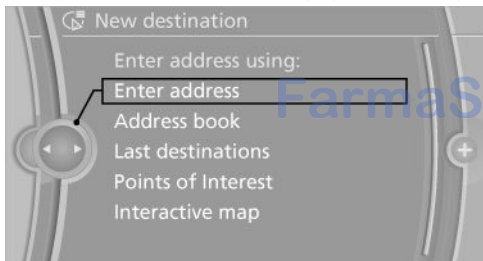 New destination
Enter address using:
Enter address
FarmaS
Address book
Last destinations
Points of Interest
Interactive map